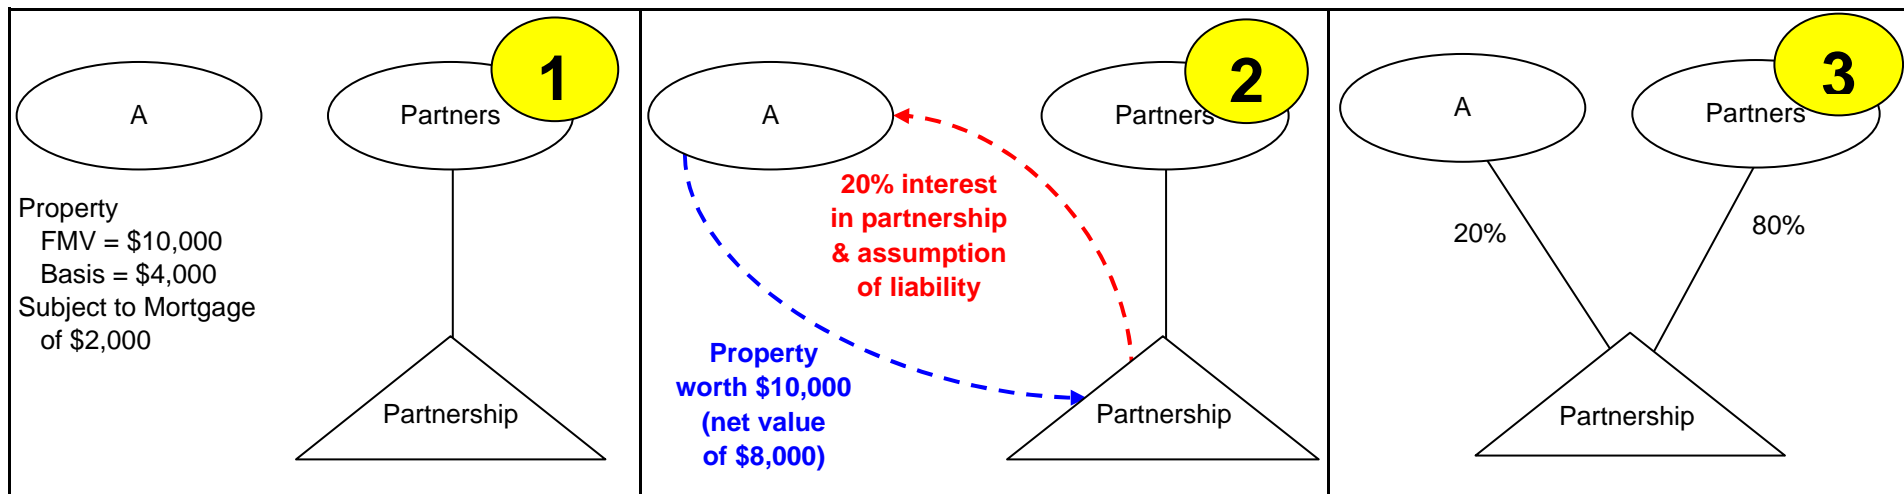 1
A
Partners
Property
FMV = $10,000
Basis = $4,000
Subject to Mortgage
of $2,000
Partnership
2
A
Partners
20% interest
in partnership
& assumption
of liability
Property
worth $10,000
(net value
of $8,000)
Partnership
3
A
Partners
20%
80%
Partnership